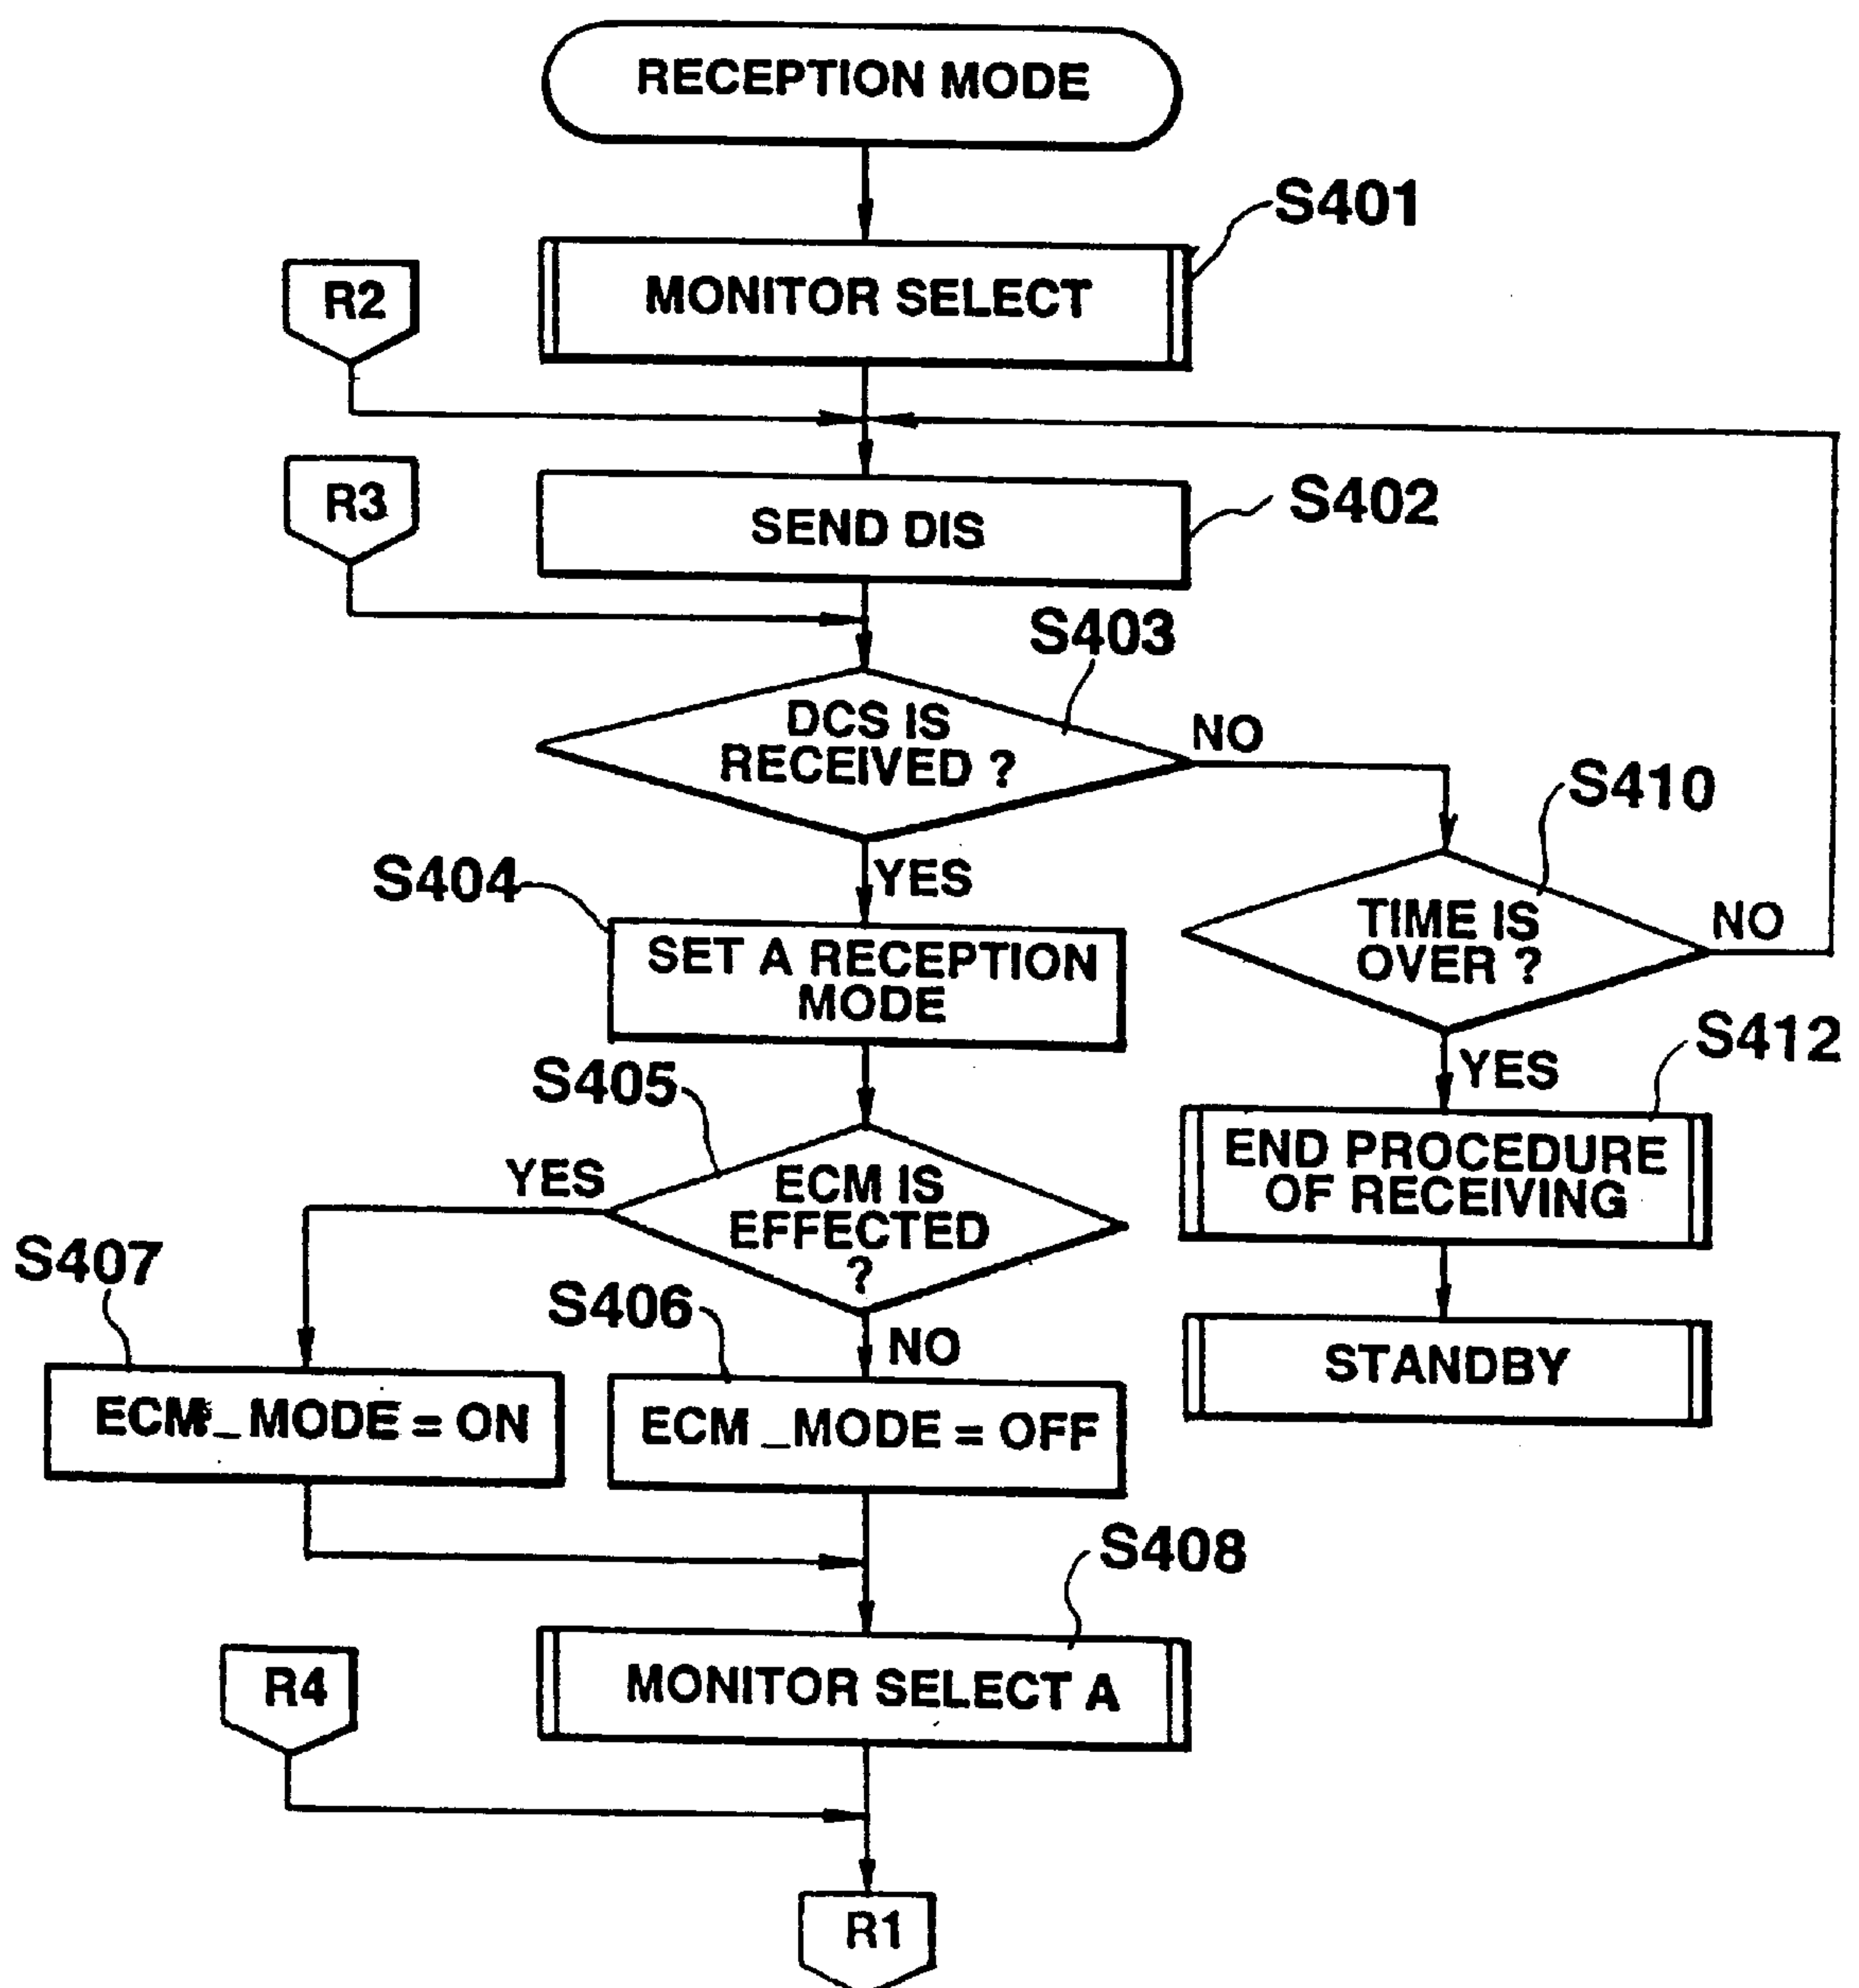 RECEPTION MODE
S401
MONITOR SELECT
R2
R3
SEND DIS
S402
S403
DCS IS
RECEIVED ?
NO
S410
YES
S404
SET A RECEPTION
MODE
TIME IS
OVER ?
NO
S412
YES
S405
END PROCEDURE
OF RECEIVING
YES
ECM IS
EFFECTED
?
S407
S406
NO
STANDBY
ECM_MODE = ON
ECM_MODE = OFF
S408
R4
MONITOR SELECT A
R1